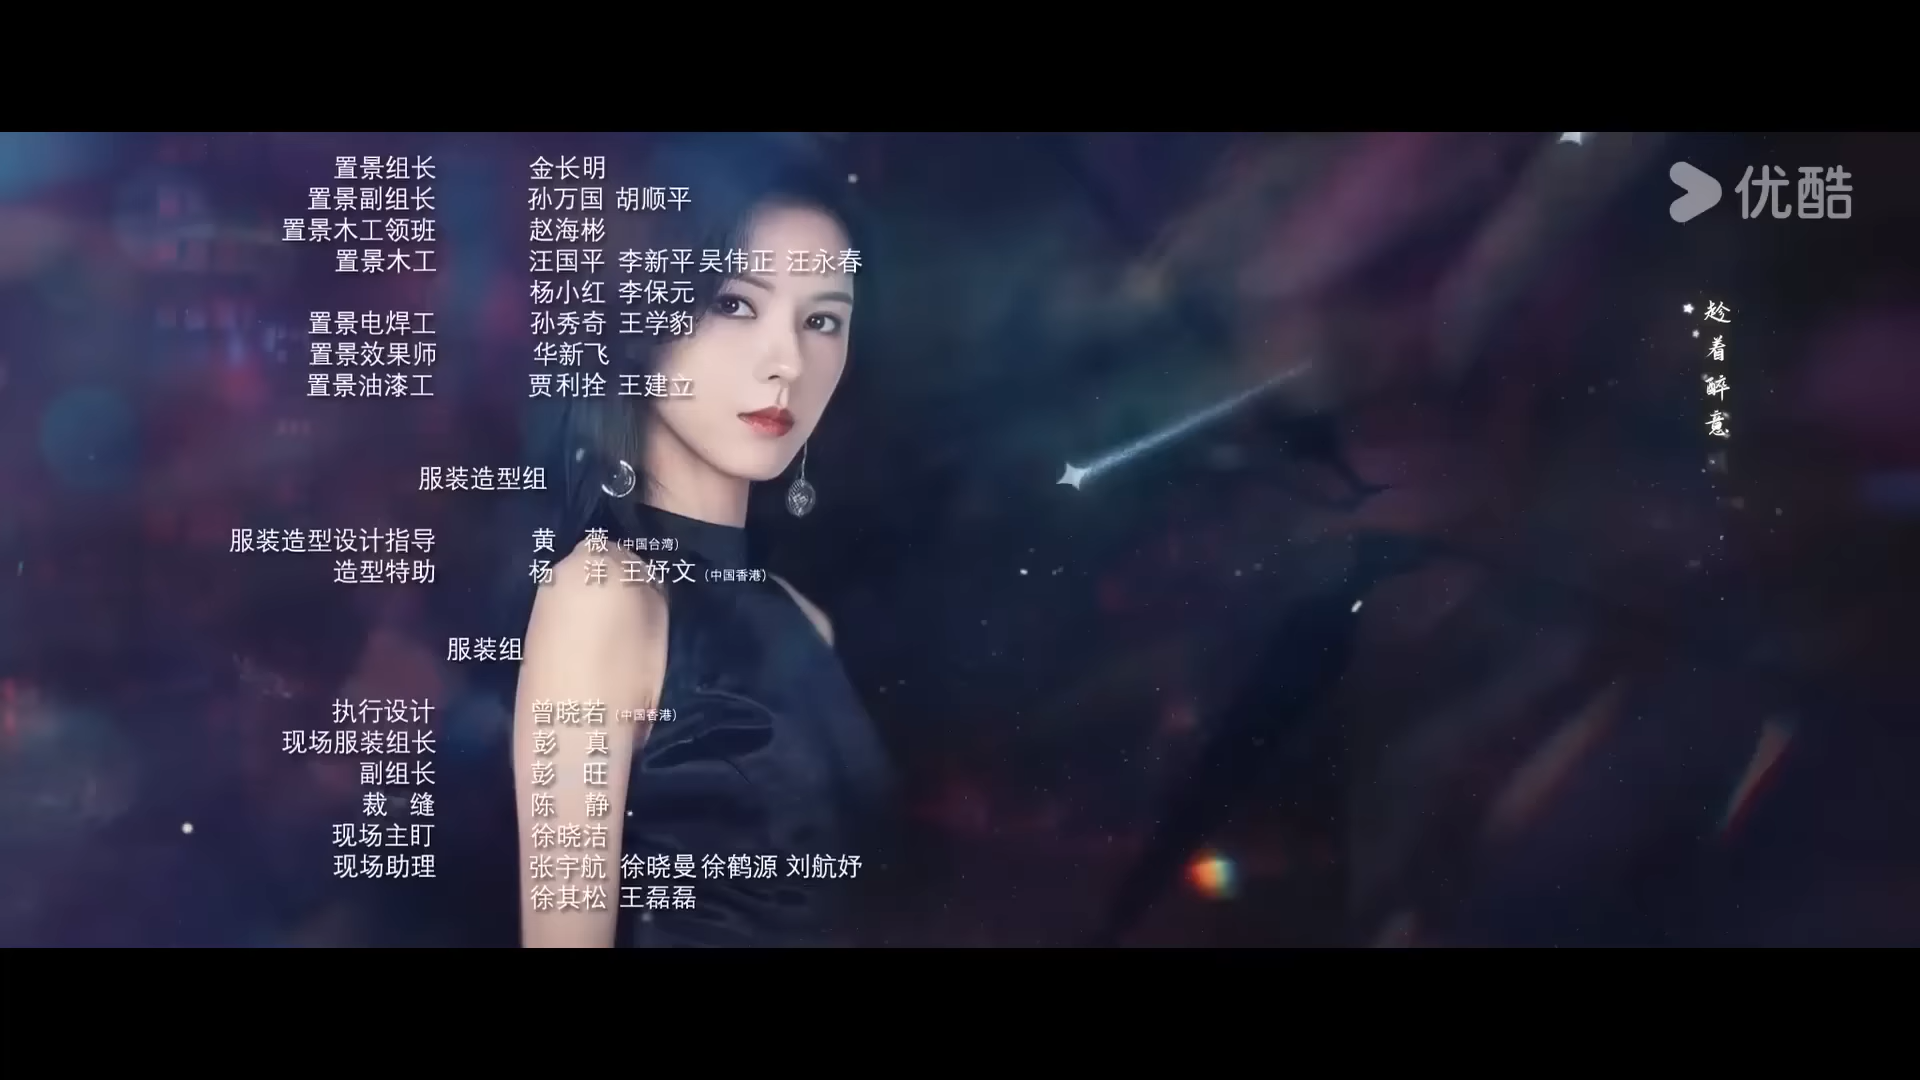 置景组长 金长明
置景副组长 孙万国 胡顺平
置景木工领班 赵海彬
置景木工 汪国平 李新平 吴伟正 汪永春
杨小红 李保元
置景电焊工 孙秀奇 王学豹
置景效果师 华新飞
置景油漆工 贾利拴 王建立
服装造型组
服装造型设计指导 黄 薇(中国台湾)
造型特助 杨 洋 王妤文(中国香港)
服装组
执行设计 曾晓若(中国香港)
现场服装组长 彭 真
副组长 彭 旺
裁 缝 陈 静
现场主盯 徐晓洁
现场助理 张宇航 徐晓曼 徐鹤源 刘航妤
徐其松 王磊磊
优酷
趁着醉意